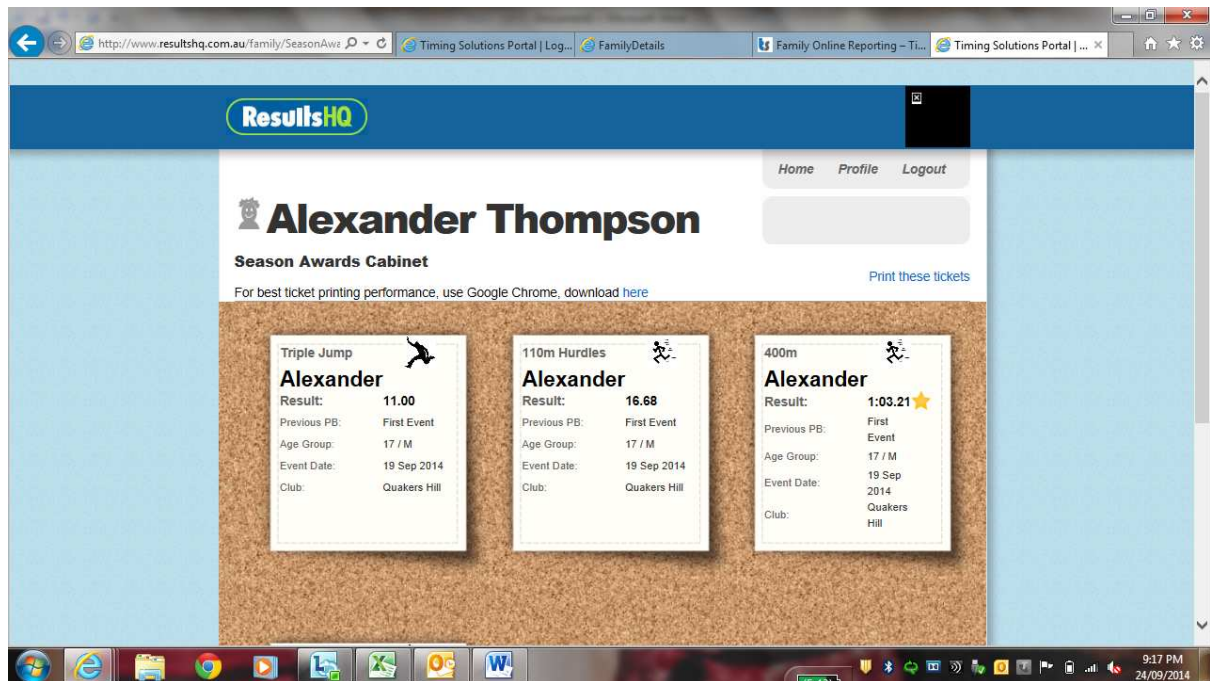 http://www.resultshq.com.au/family/SeasonAwa
Timing Solutions Portal | Log...
FamilyDetails
Family Online Reporting – Ti...
Timing Solutions Portal | ...
ResultsHQ
Home Profile Logout
Alexander Thompson
Season Awards Cabinet
Print these tickets
For best ticket printing performance, use Google Chrome, download here
Triple Jump
Alexander
Result: 11.00
Previous PB: First Event
Age Group: 17 / M
Event Date: 19 Sep 2014
Club: Quakers Hill
110m Hurdles
Alexander
Result: 16.68
Previous PB: First Event
Age Group: 17 / M
Event Date: 19 Sep 2014
Club: Quakers Hill
400m
Alexander
Result: 1:03.21
Previous PB: First
Event
Age Group: 17 / M
Event Date: 19 Sep
2014
Club: Quakers
Hill
9:17 PM
24/09/2014